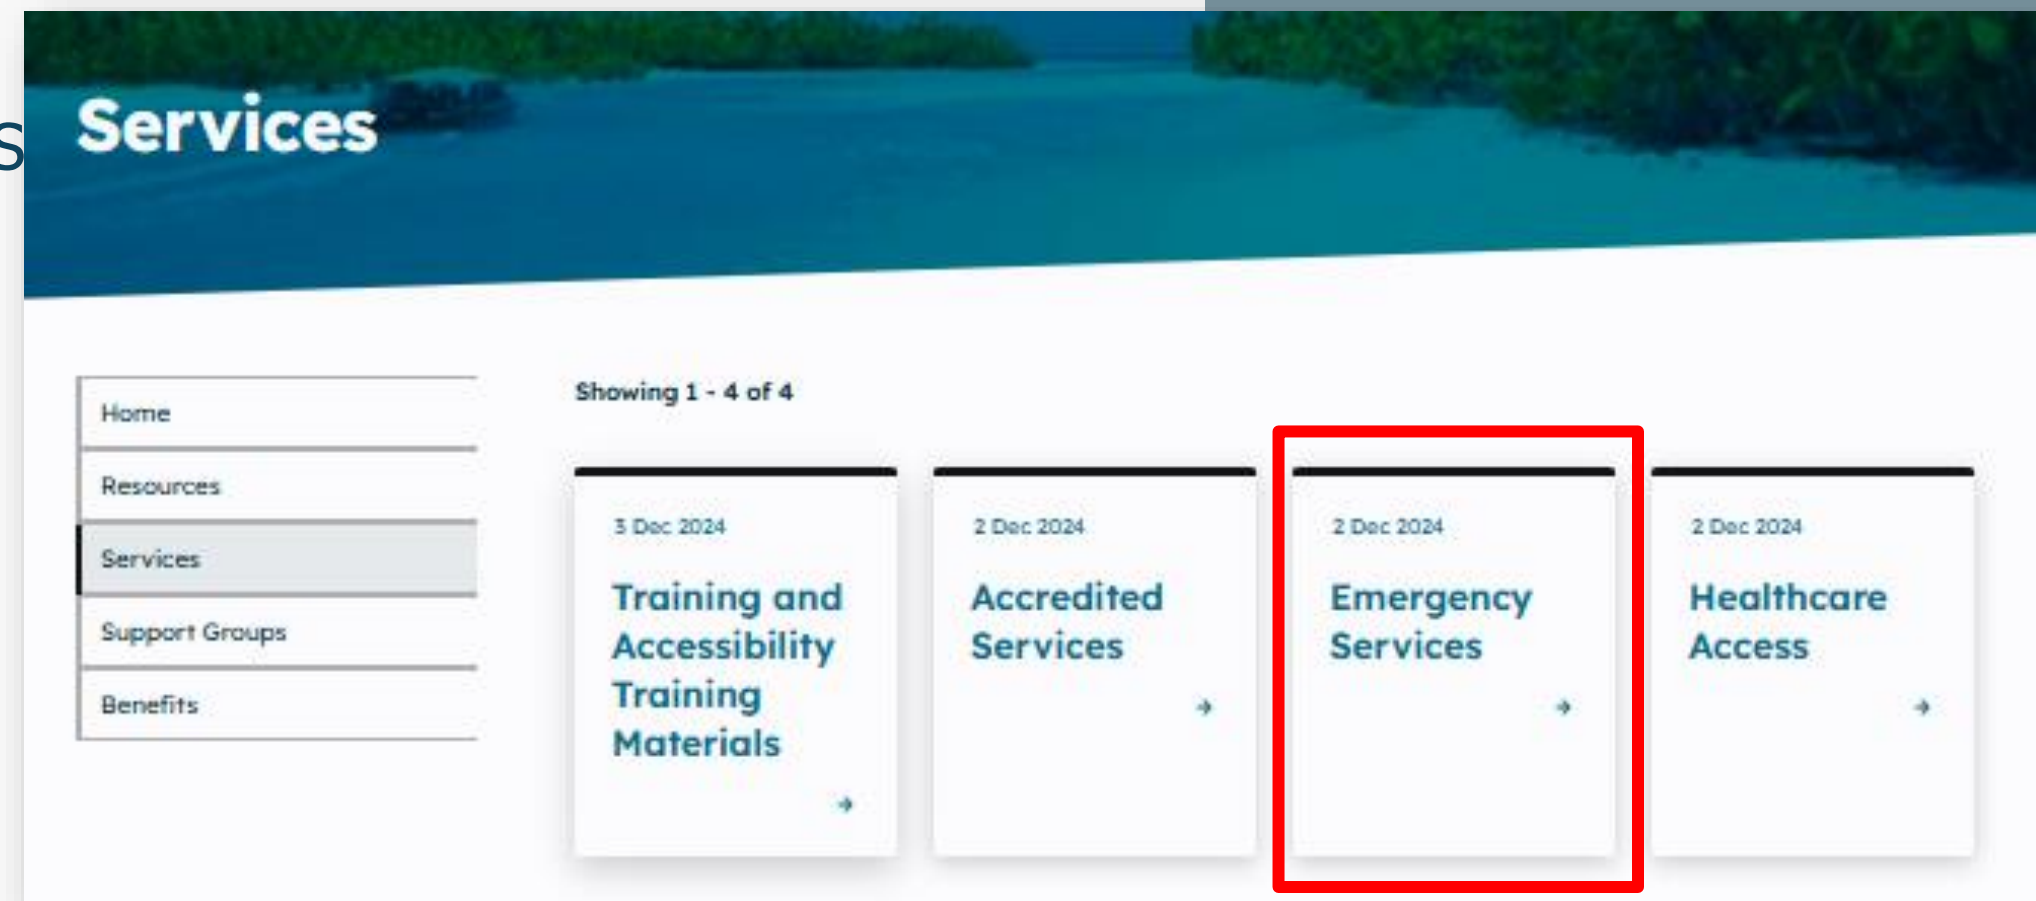 s
Services
Home
Resources
Services
Support Groups
Benefits
Showing 1 - 4 of 4
3 Dec 2024
Training and
Accessibility
Training
Materials
2 Dec 2024
Accredited
Services
2 Dec 2024
Emergency
Services
2 Dec 2024
Healthcare
Access